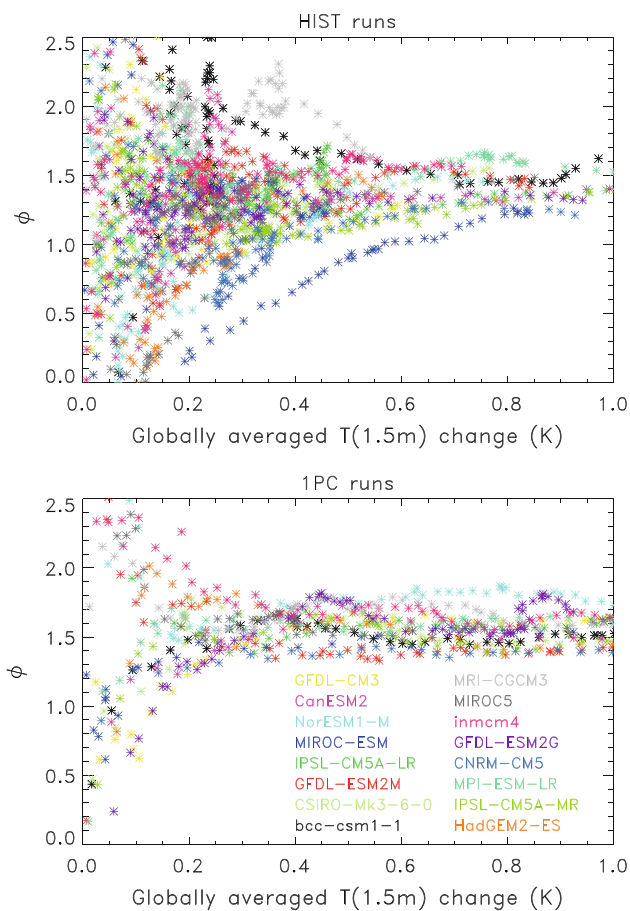 HIST runs
2.5
2.0
1.5
1.0
0.5
0.0
ϕ
0.0 0.2 0.4 0.6 0.8 1.0
Globally averaged T(1.5m) change (K)
1PC runs
2.5
2.0
1.5
1.0
0.5
0.0
ϕ
GFDL-CM3 MRI-CGCM3
CanESM2 MIROC5
NorESM1-M inmcm4
MIROC-ESM GFDL-ESM2G
IPSL-CM5A-LR CNRM-CM5
GFDL-ESM2M MPI-ESM-LR
CSIRO-Mk3-6-0 IPSL-CM5A-MR
bcc-csm1-1 HadGEM2-ES
0.0 0.2 0.4 0.6 0.8 1.0
Globally averaged T(1.5m) change (K)